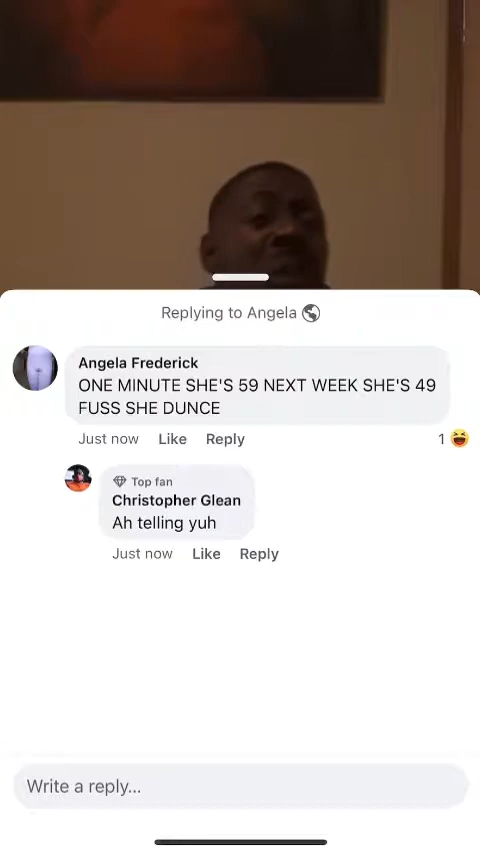 Replying to Angela
Angela Frederick
ONE MINUTE SHE'S 59 NEXT WEEK SHE'S 49
FUSS SHE DUNCE
Just now Like Reply 1
Top fan
Christopher Glean
Ah telling yuh
Just now Like Reply
Write a reply...